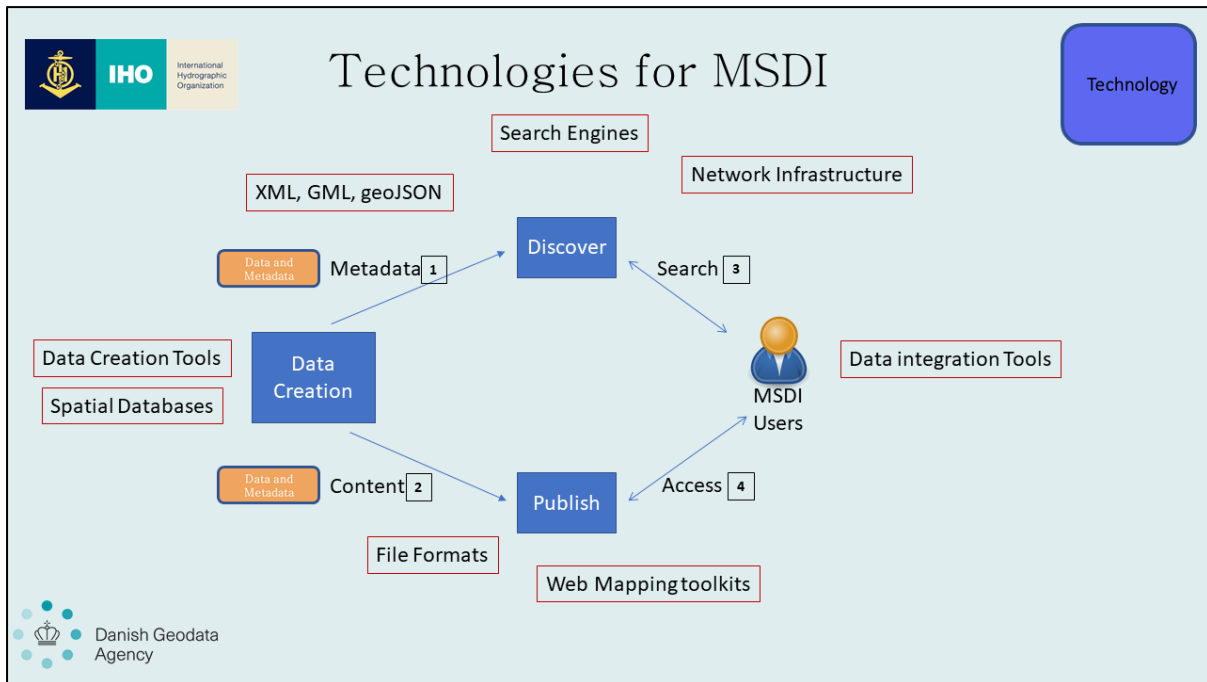 IHO
International
Hydrographic
Organization
Technologies for MSDI
Technology
Search Engines
Network Infrastructure
XML, GML, geoJSON
Discover
Data and
Metadata
Metadata 1
Search 3
Data Creation Tools
Spatial Databases
Data
Creation
MSDI
Users
Data integration Tools
Data and
Metadata
Content 2
Publish
Access 4
File Formats
Web Mapping toolkits
Danish Geodata
Agency